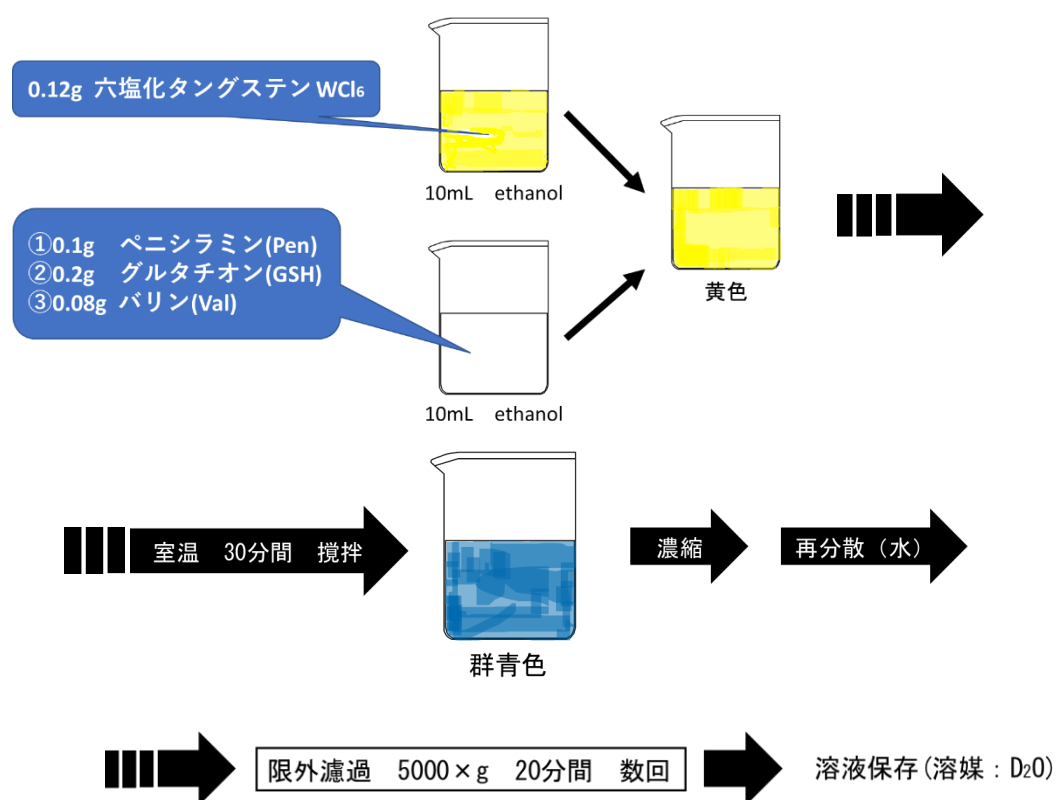 0.12g 六塩化タングステン WCl₆
10mL ethanol
①0.1g ペニシラミン(Pen)
②0.2g グルタチオン(GSH)
③0.08g バリン(Val)
黄色
10mL ethanol
室温 30分間 撹拌
濃縮
再分散（水）
群青色
限外濾過 5000×g 20分間 数回
溶液保存(溶媒：D₂O)